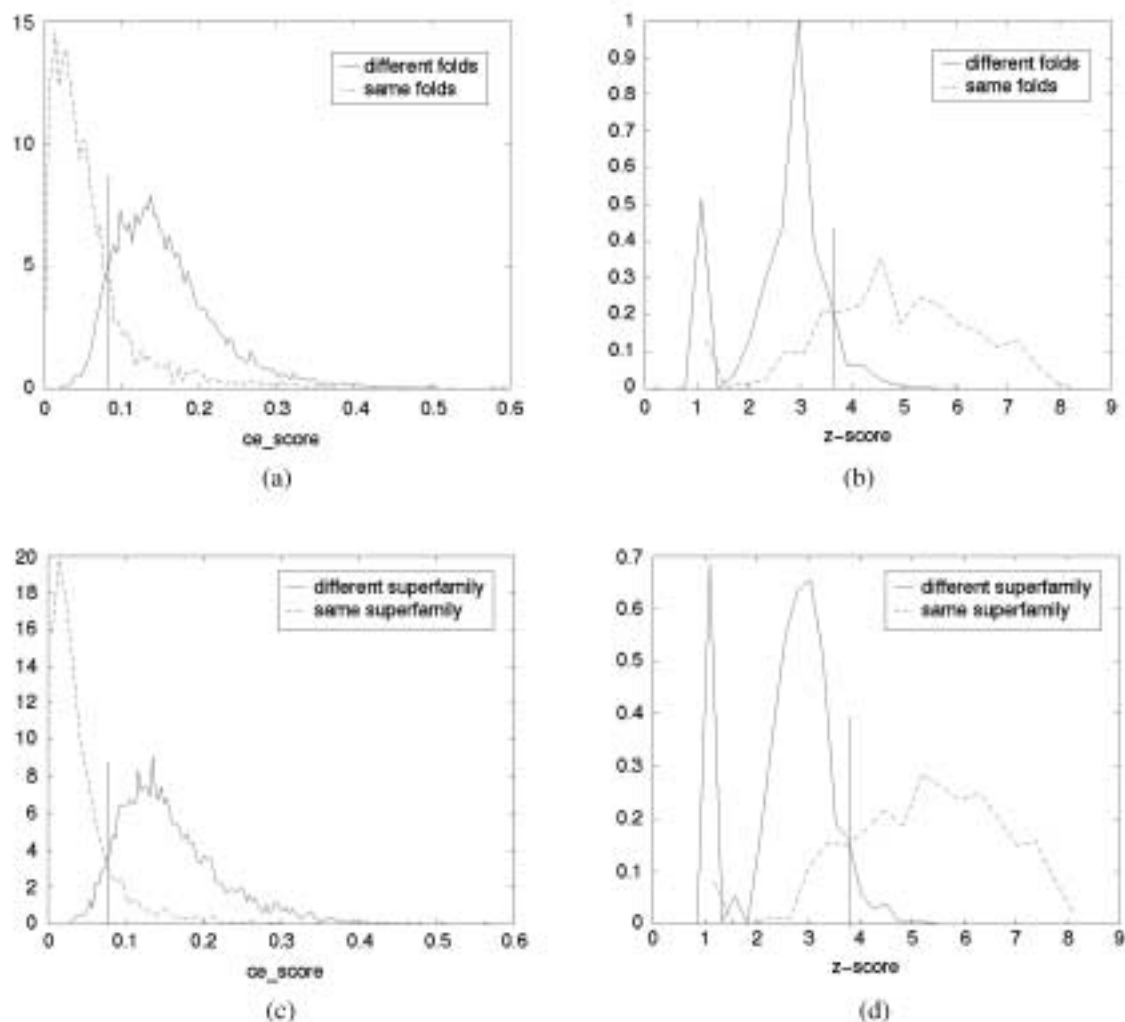 15
10
5
0
0 0.1 0.2 0.3 0.4 0.5 0.6
different folds
same folds
ce_score
(a)
1
0.9
0.8
0.7
0.6
0.5
0.4
0.3
0.2
0.1
0
0 1 2 3 4 5 6 7 8 9
different folds
same folds
z-score
(b)
20
18
16
14
12
10
8
6
4
2
0
0 0.1 0.2 0.3 0.4 0.5 0.6
different superfamily
same superfamily
ce_score
(c)
0.7
0.6
0.5
0.4
0.3
0.2
0.1
0
0 1 2 3 4 5 6 7 8 9
different superfamily
same superfamily
z-score
(d)